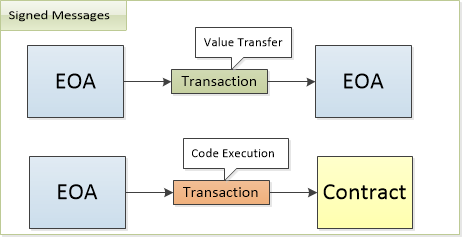 Signed Messages
Value Transfer
EOA
Transaction
EOA
Code Execution
EOA
Transaction
Contract